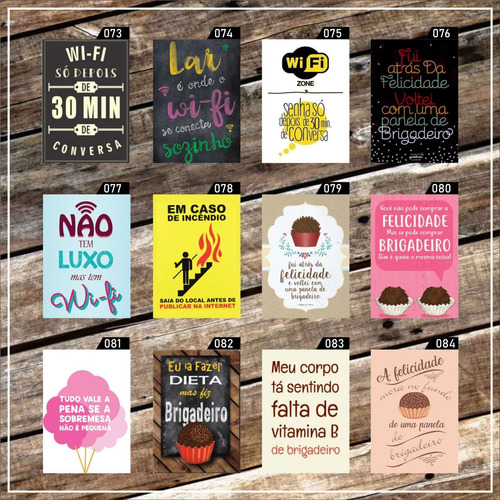 073
WI-FI
SÓ DEPOIS
DE
30 MIN
DE
CONVERSA
074
Lar
é onde o
wi-fi
se conecta
sozinho
075
Wi Fi
ZONE
senha só
depois de 30 min.
de conversa
076
Fui
atrás Da
Felicidade
Voltei
com uma
panela de
Brigadeiro
077
NÃO
TEM
LUXO
mas tem
Wi-fi
078
EM CASO
DE INCÊNDIO
SAIA DO LOCAL ANTES DE
PUBLICAR NA INTERNET
079
fui atrás da
felicidade
e voltei com
uma panela de
brigadeiro
080
Você não pode comprar a
FELICIDADE
Mas se pode comprar
BRIGADEIRO
Que é quase a mesma coisa!
081
TUDO VALE A
PENA SE A
SOBREMESA
NÃO É PEQUENA
082
Eu ia Fazer
DIETA
mas fiz
Brigadeiro
083
Meu corpo
tá sentindo
falta de
vitamina B
de brigadeiro
084
A felicidade
mora no fundo
de uma panela
de
brigadeiro